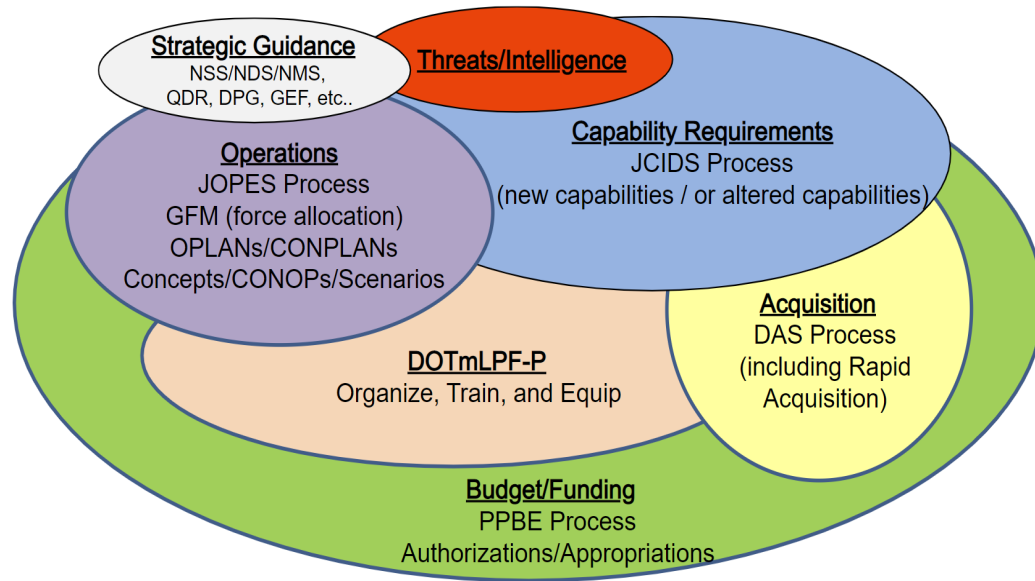 Strategic Guidance
NSS/NDS/NMS,
QDR, DPG, GEF, etc..
Threats/Intelligence
Capability Requirements
JCIDS Process
(new capabilities / or altered capabilities)
Operations
JOPES Process
GFM (force allocation)
OPLANs/CONPLANs
Concepts/CONOPs/Scenarios
Acquisition
DAS Process
(including Rapid
Acquisition)
DOTmLPF-P
Organize, Train, and Equip
Budget/Funding
PPBE Process
Authorizations/Appropriations